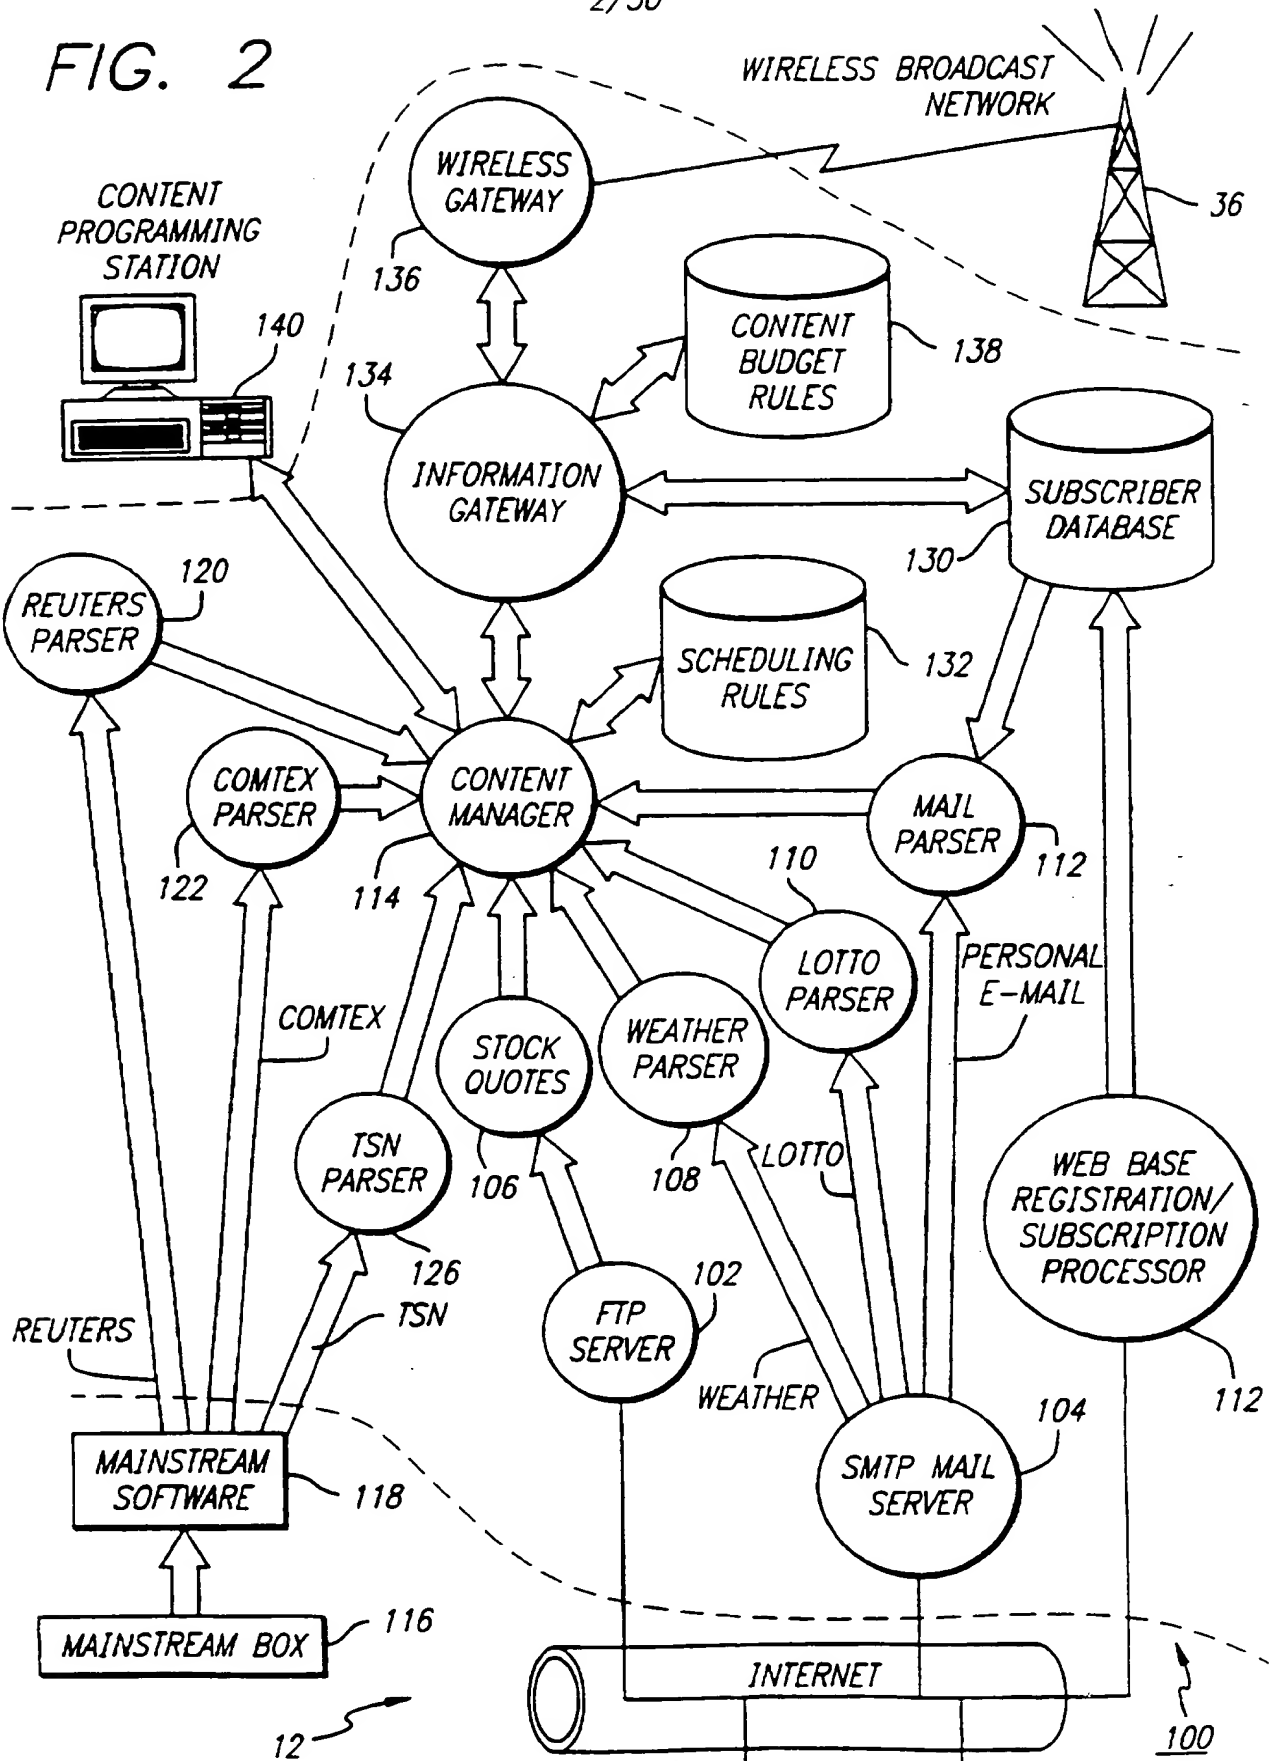 2/50
FIG. 2
WIRELESS BROADCAST
NETWORK
36
WIRELESS
GATEWAY
136
CONTENT
PROGRAMMING
STATION
140
CONTENT
BUDGET
RULES
138
134
INFORMATION
GATEWAY
SUBSCRIBER
DATABASE
130
120
REUTERS
PARSER
SCHEDULING
RULES
132
COMTEX
PARSER
122
CONTENT
MANAGER
114
MAIL
PARSER
112
110
LOTTO
PARSER
PERSONAL
E-MAIL
COMTEX
STOCK
QUOTES
106
WEATHER
PARSER
108
TSN
PARSER
126
LOTTO
WEB BASE
REGISTRATION/
SUBSCRIPTION
PROCESSOR
112
102
FTP
SERVER
TSN
REUTERS
WEATHER
104
SMTP MAIL
SERVER
MAINSTREAM
SOFTWARE
118
116
MAINSTREAM BOX
INTERNET
12
100